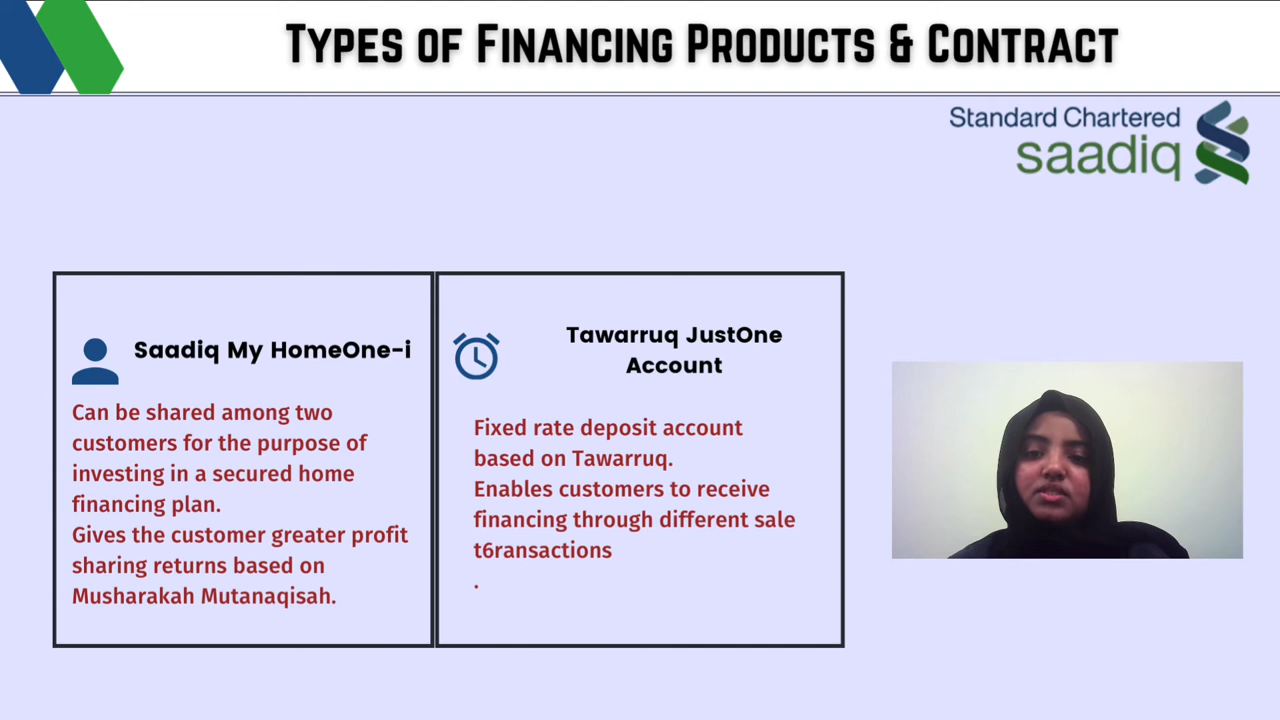 Types of Financing Products & Contract
Standard Chartered
saadiq
Saadiq My HomeOne-i
Can be shared among two
customers for the purpose of
investing in a secured home
financing plan.
Gives the customer greater profit
sharing returns based on
Musharakah Mutanaqisah.
Tawarruq JustOne
Account
Fixed rate deposit account
based on Tawarruq.
Enables customers to receive
financing through different sale
t6ransactions
.